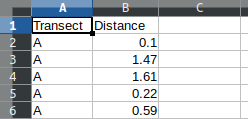 A B C
1 Transect Distance
2 A 0.1
3 A 1.47
4 A 1.61
5 A 0.22
6 A 0.59